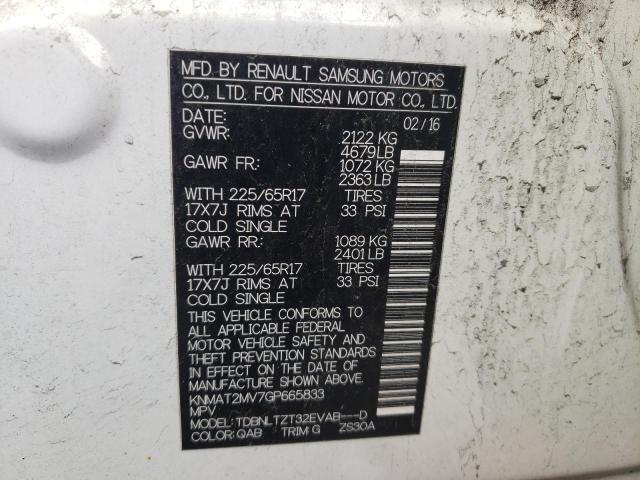 MFD. BY RENAULT SAMSUNG MOTORS
CO., LTD. FOR NISSAN MOTOR CO., LTD.
DATE: 02/16
GVWR: 2122 KG
4679 LB
GAWR FR: 1072 KG
2363 LB
WITH 225/65R17 TIRES
17X7J RIMS AT 33 PSI
COLD SINGLE
GAWR RR: 1089 KG
2401 LB
WITH 225/65R17 TIRES
17X7J RIMS AT 33 PSI
COLD SINGLE
THIS VEHICLE CONFORMS TO
ALL APPLICABLE FEDERAL
MOTOR VEHICLE SAFETY AND
THEFT PREVENTION STANDARDS
IN EFFECT ON THE DATE OF
MANUFACTURE SHOWN ABOVE.
KNMAT2MV7GP665833
MPV
MODEL: TDBNLTZT32EVAB---D
COLOR: QAB TRIM G ZS30A